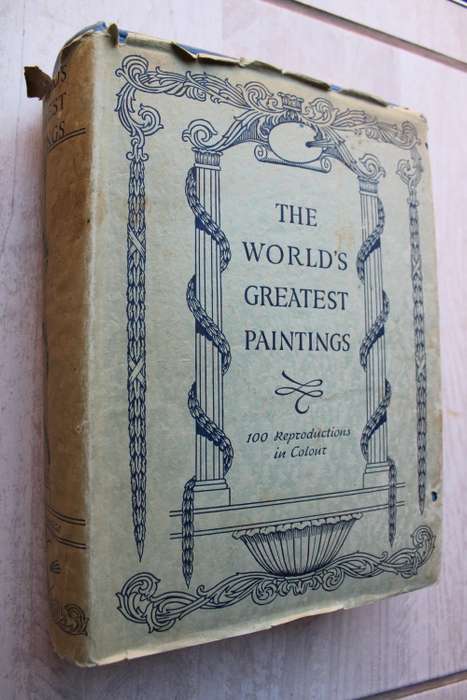 THE
WORLD'S
GREATEST
PAINTINGS
100 Reproductions
in Colour